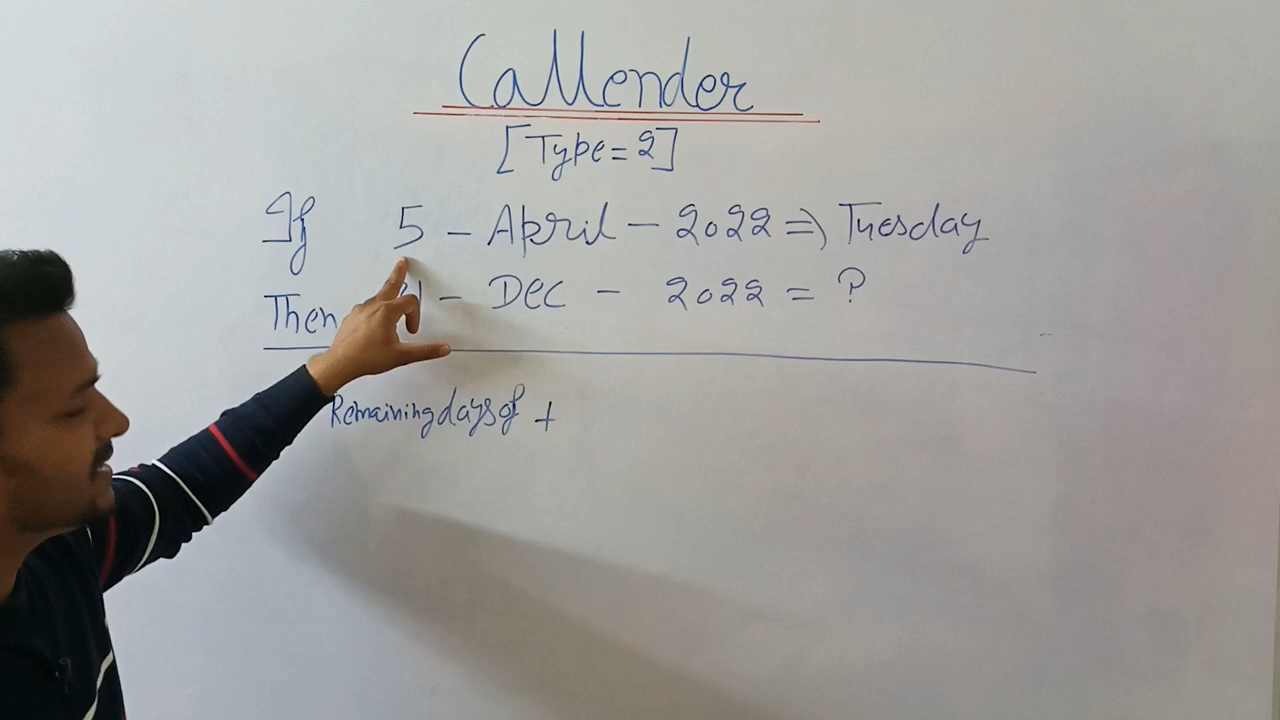 Callender
[Type=2]
If 5 - April - 2022 ⇒ Tuesday
Then - Dec - 2022 = ?
Remaining days of +